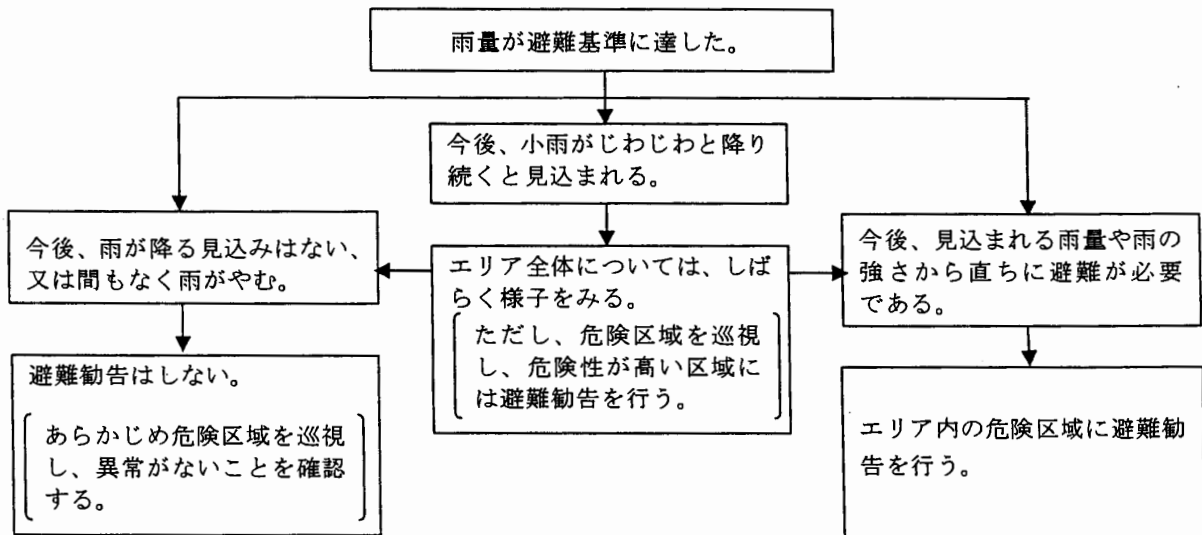 雨量が避難基準に達した。
今後、小雨がじわじわと降り
続くと見込まれる。
今後、雨が降る見込みはない、
又は間もなく雨がやむ。
エリア全体については、しば
らく様子をみる。
ただし、危険区域を巡視
し、危険性が高い区域に
は避難勧告を行う。
今後、見込まれる雨量や雨の
強さから直ちに避難が必要
である。
避難勧告はしない。
あらかじめ危険区域を巡視
し、異常がないことを確認
する。
エリア内の危険区域に避難勧
告を行う。